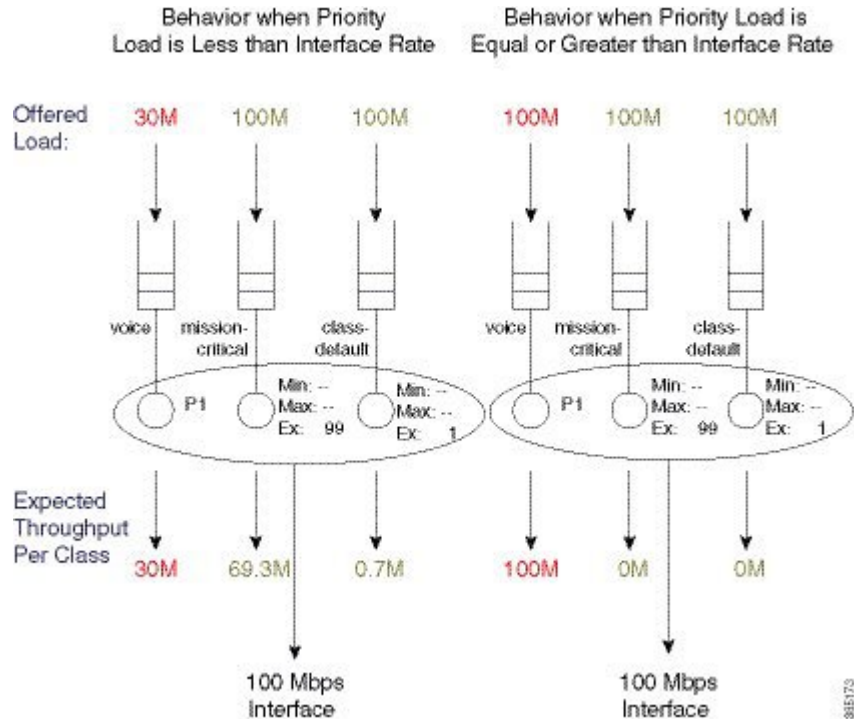 Behavior when Priority
Load is Less than Interface Rate
Behavior when Priority Load is
Equal or Greater than Interface Rate
Offered
Load:
30M 100M 100M 100M 100M 100M
voice mission-
critical class-
default voice mission-
critical class-
default
P1 Min: --
Max: --
Ex: 99 Min: --
Max: --
Ex: 1
P1 Min: --
Max: --
Ex: 99 Min: --
Max: --
Ex: 1
Expected
Throughput
Per Class
30M 69.3M 0.7M 100M 0M 0M
100 Mbps
Interface
100 Mbps
Interface